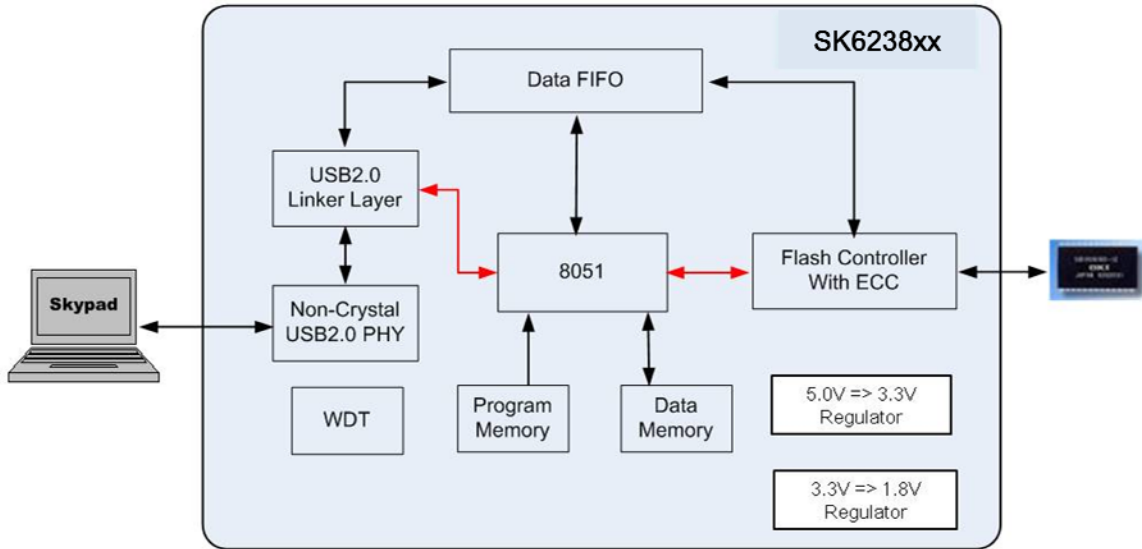 SK6238xx
Data FIFO
USB2.0
Linker Layer
8051
Flash Controller
With ECC
Skypad
Non-Crystal
USB2.0 PHY
WDT
Program
Memory
Data
Memory
5.0V => 3.3V
Regulator
3.3V => 1.8V
Regulator